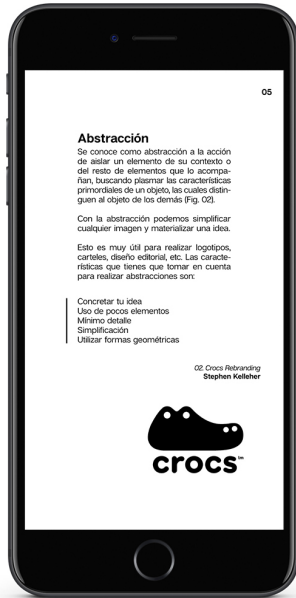 05
Abstracción
Se conoce como abstracción a la acción
de aislar un elemento de su contexto o
del resto de elementos que lo acompa-
ñan, buscando plasmar las características
primordiales de un objeto, las cuales distin-
guen al objeto de los demás (Fig. 02).
Con la abstracción podemos simplificar
cualquier imagen y materializar una idea.
Esto es muy útil para realizar logotipos,
carteles, diseño editorial, etc. Las caracte-
rísticas que tienes que tomar en cuenta
para realizar abstracciones son:
Concretar tu idea
Uso de pocos elementos
Mínimo detalle
Simplificación
Utilizar formas geométricas
02. Crocs Rebranding
Stephen Kelleher
crocs™